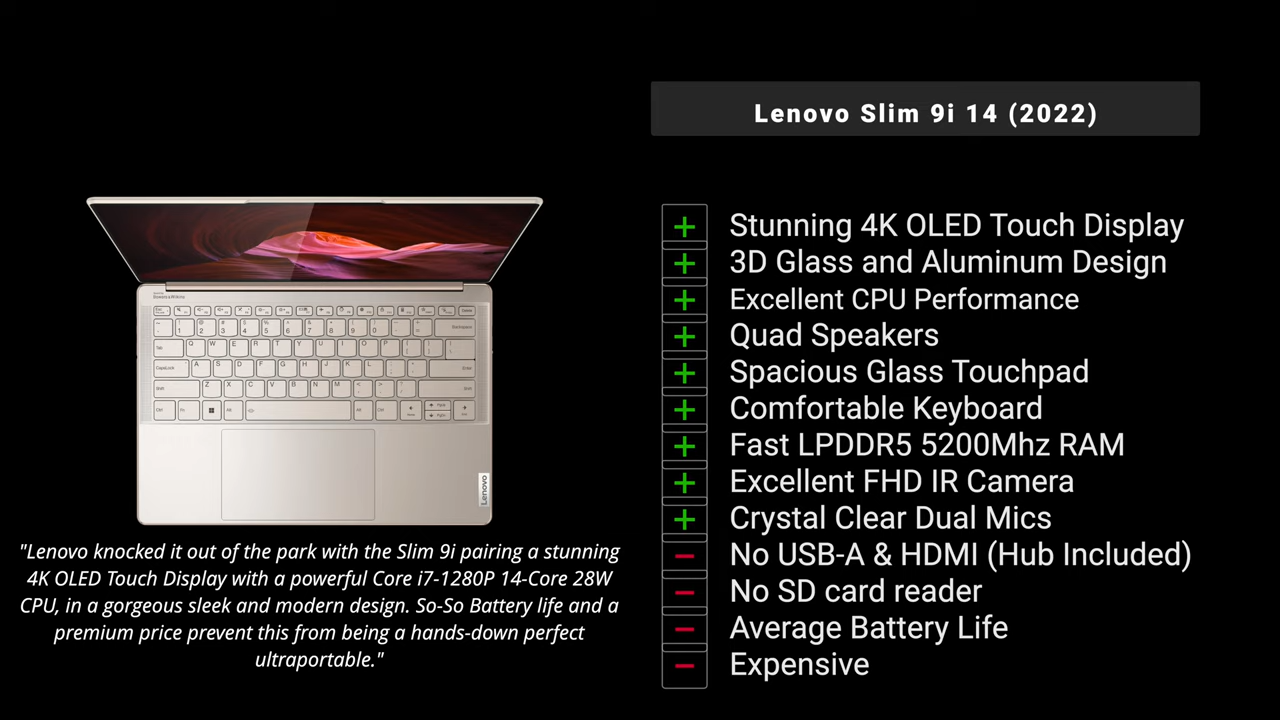 Lenovo Slim 9i 14 (2022)
Stunning 4K OLED Touch Display
3D Glass and Aluminum Design
Excellent CPU Performance
Quad Speakers
Spacious Glass Touchpad
Comfortable Keyboard
Fast LPDDR5 5200Mhz RAM
Excellent FHD IR Camera
Crystal Clear Dual Mics
No USB-A & HDMI (Hub Included)
No SD card reader
Average Battery Life
Expensive
Lenovo
"Lenovo knocked it out of the park with the Slim 9i pairing a stunning
4K OLED Touch Display with a powerful Core i7-1280P 14-Core 28W
CPU, in a gorgeous sleek and modern design. So-So Battery life and a
premium price prevent this from being a hands-down perfect
ultraportable."